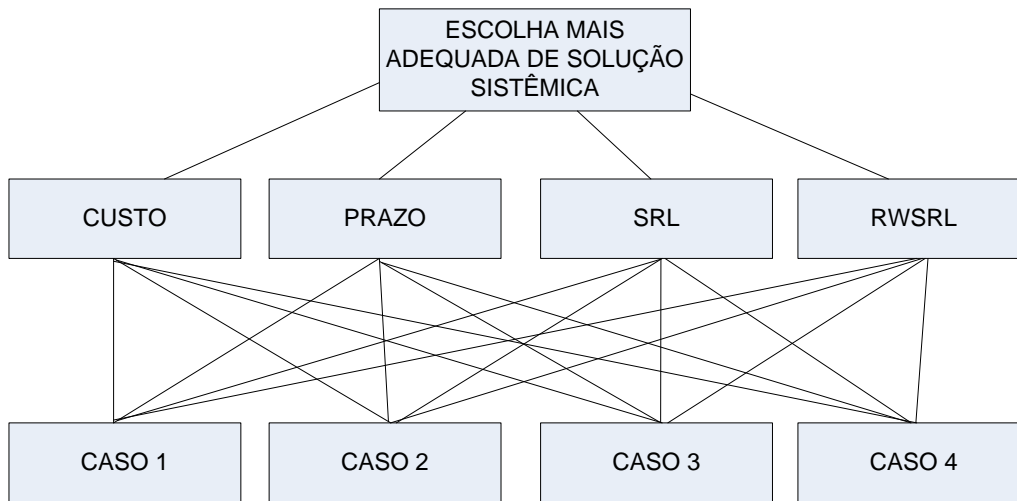 ESCOLHA MAIS
ADEQUADA DE SOLUÇÃO
SISTÊMICA
CUSTO
PRAZO
SRL
RWSRL
CASO 1
CASO 2
CASO 3
CASO 4